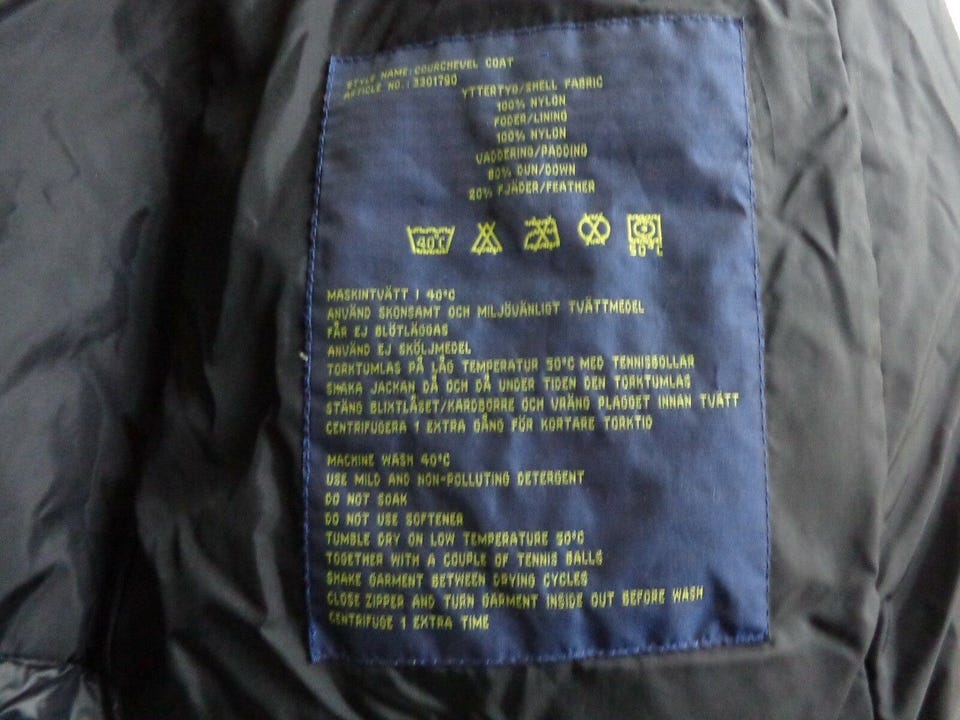 STYLE NAME: COURCHEVEL COAT
ARTICLE NO.: 3301790
YTTERTYG/SHELL FABRIC
100% NYLON
FODER/LINING
100% NYLON
VADDERING/PADDING
80% DUN/DOWN
20% FJÄDER/FEATHER
40°C
50°C
MASKINTVÄTT I 40°C
ANVÄND SKONSAMT OCH MILJÖVÄNLIGT TVÄTTMEDEL
FÅR EJ BLÖTLÄGGAS
ANVÄND EJ SKÖLJMEDEL
TORKTUMLAS PÅ LÅG TEMPERATUR 50°C MED TENNISBOLLAR
SKAKA JACKAN DÅ OCH DÅ UNDER TIDEN DEN TORKTUMLAS
STÄNG BLIXTLÅSET/KARDBORRE OCH VRÄNG PLAGGET INNAN TVÄTT
CENTRIFUGERA 1 EXTRA GÅNG FÖR KORTARE TORKTID
MACHINE WASH 40°C
USE MILD AND NON-POLLUTING DETERGENT
DO NOT SOAK
DO NOT USE SOFTENER
TUMBLE DRY ON LOW TEMPERATURE 50°C
TOGETHER WITH A COUPLE OF TENNIS BALLS
SHAKE GARMENT BETWEEN DRYING CYCLES
CLOSE ZIPPER AND TURN GARMENT INSIDE OUT BEFORE WASH
CENTRIFUGE 1 EXTRA TIME